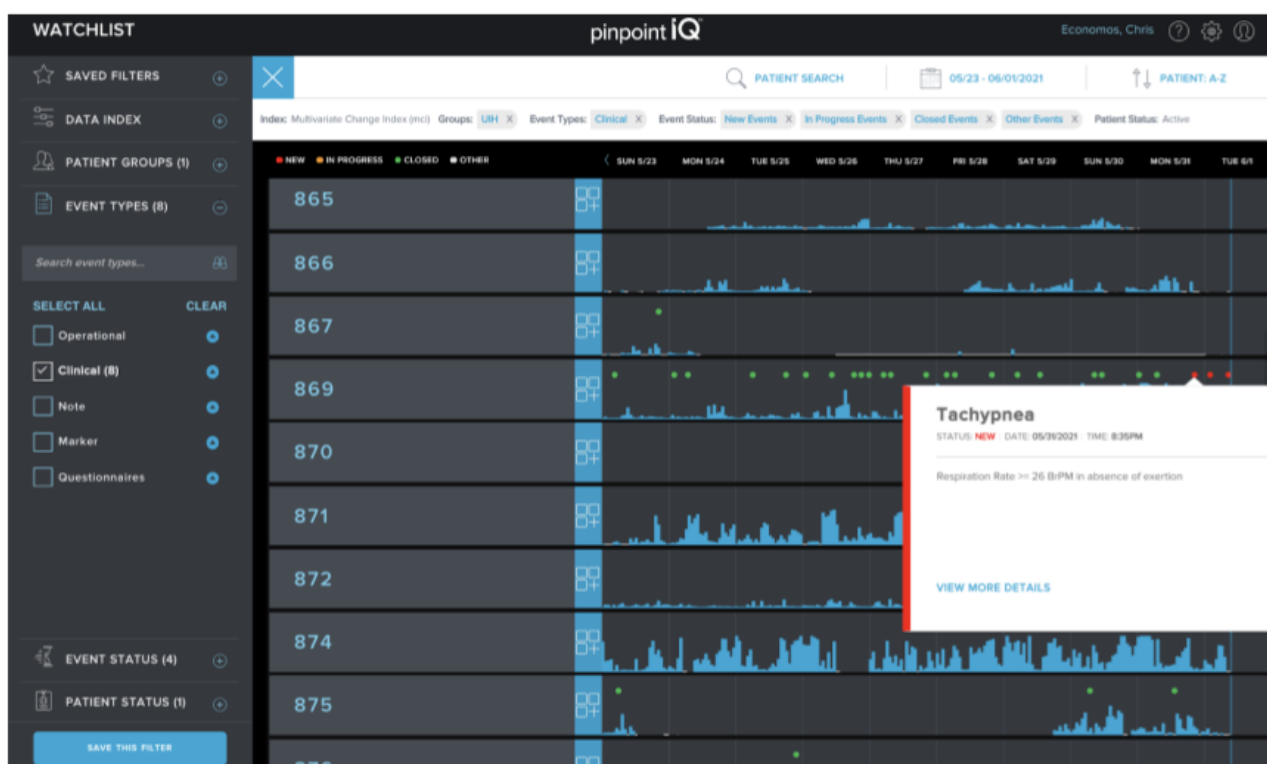 WATCHLIST
pinpoint iQ
Economos, Chris
SAVED FILTERS
DATA INDEX
PATIENT GROUPS (1)
EVENT TYPES (8)
Search event types...
SELECT ALL CLEAR
Operational
Clinical (8)
Note
Marker
Questionnaires
EVENT STATUS (4)
PATIENT STATUS (1)
SAVE THIS FILTER
PATIENT SEARCH 05/23 - 06/01/2021 PATIENT: A-Z
Index: Multivariate Change Index (mci) Groups: UIH X Event Types: Clinical X Event Status: New Events X In Progress Events X Closed Events X Other Events X Patient Status: Active
NEW IN PROGRESS CLOSED OTHER SUN 5/23 MON 5/24 TUE 5/25 WED 5/26 THU 5/27 FRI 5/28 SAT 5/29 SUN 5/30 MON 5/31 TUE 6/1
865
866
867
869
870
871
872
874
875
Tachypnea
STATUS: NEW DATE: 05/31/2021 TIME: 8:35PM
Respiration Rate >= 26 BrPM in absence of exertion
VIEW MORE DETAILS